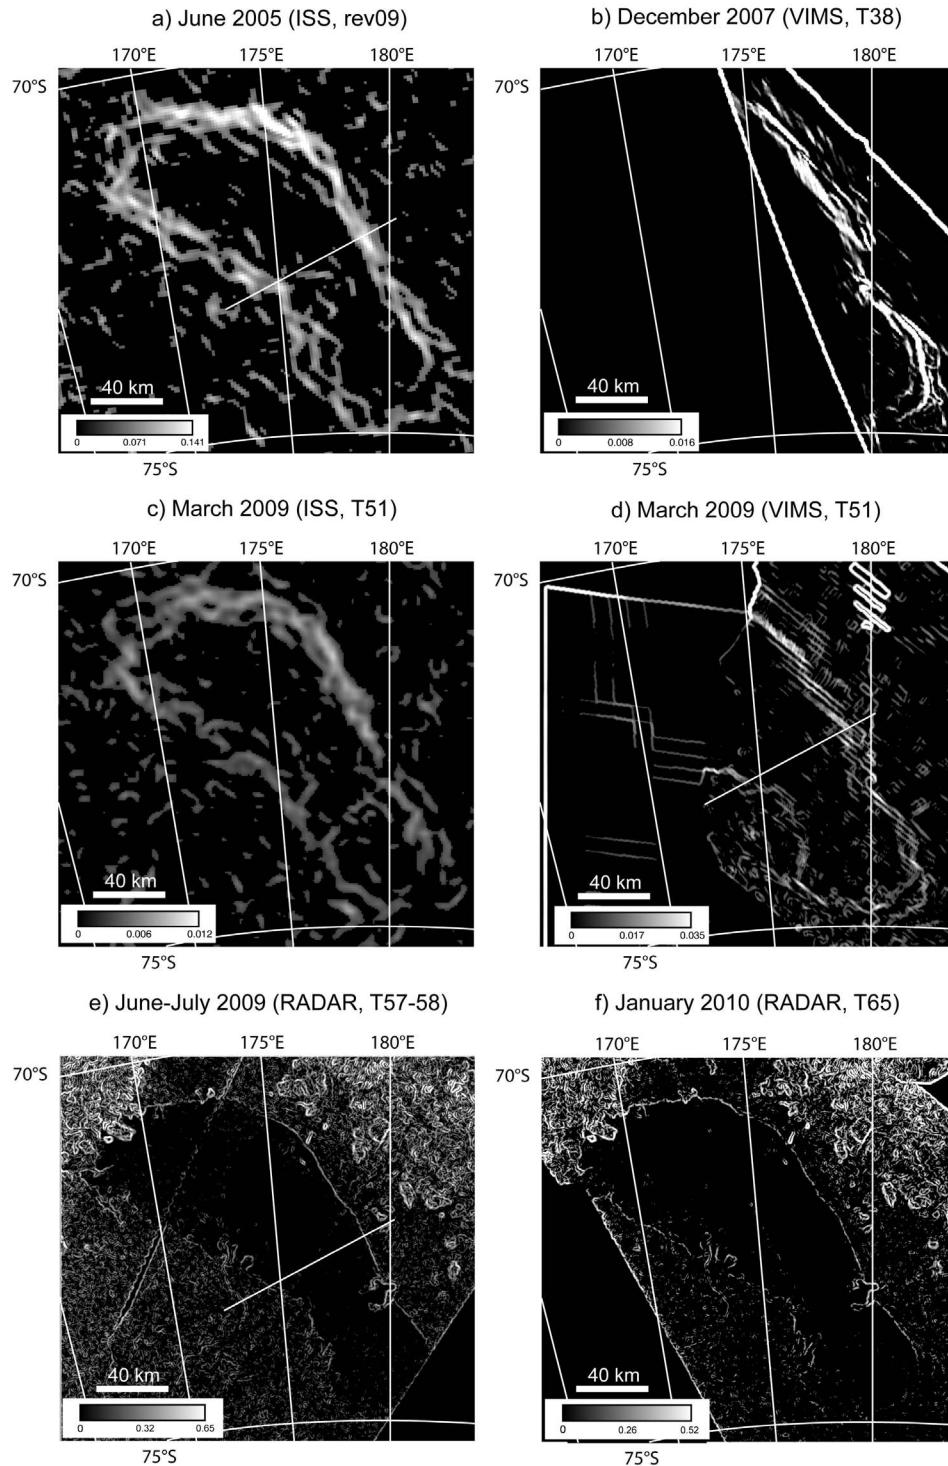 a) June 2005 (ISS, rev09)
170°E 175°E 180°E
70°S
40 km
0 0.071 0.141
75°S
b) December 2007 (VIMS, T38)
170°E 175°E 180°E
70°S
40 km
0 0.008 0.016
75°S
c) March 2009 (ISS, T51)
170°E 175°E 180°E
70°S
40 km
0 0.006 0.012
75°S
d) March 2009 (VIMS, T51)
170°E 175°E 180°E
70°S
40 km
0 0.017 0.035
75°S
e) June-July 2009 (RADAR, T57-58)
170°E 175°E 180°E
70°S
40 km
0 0.32 0.65
75°S
f) January 2010 (RADAR, T65)
170°E 175°E 180°E
70°S
40 km
0 0.26 0.52
75°S